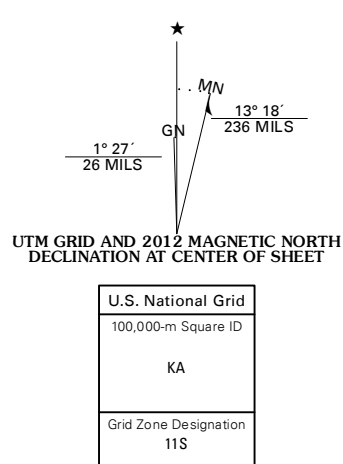 ★
MN
13° 18´
236 MILS
GN
1° 27´
26 MILS
UTM GRID AND 2012 MAGNETIC NORTH
DECLINATION AT CENTER OF SHEET
U.S. National Grid
100,000-m Square ID
KA
Grid Zone Designation
11S